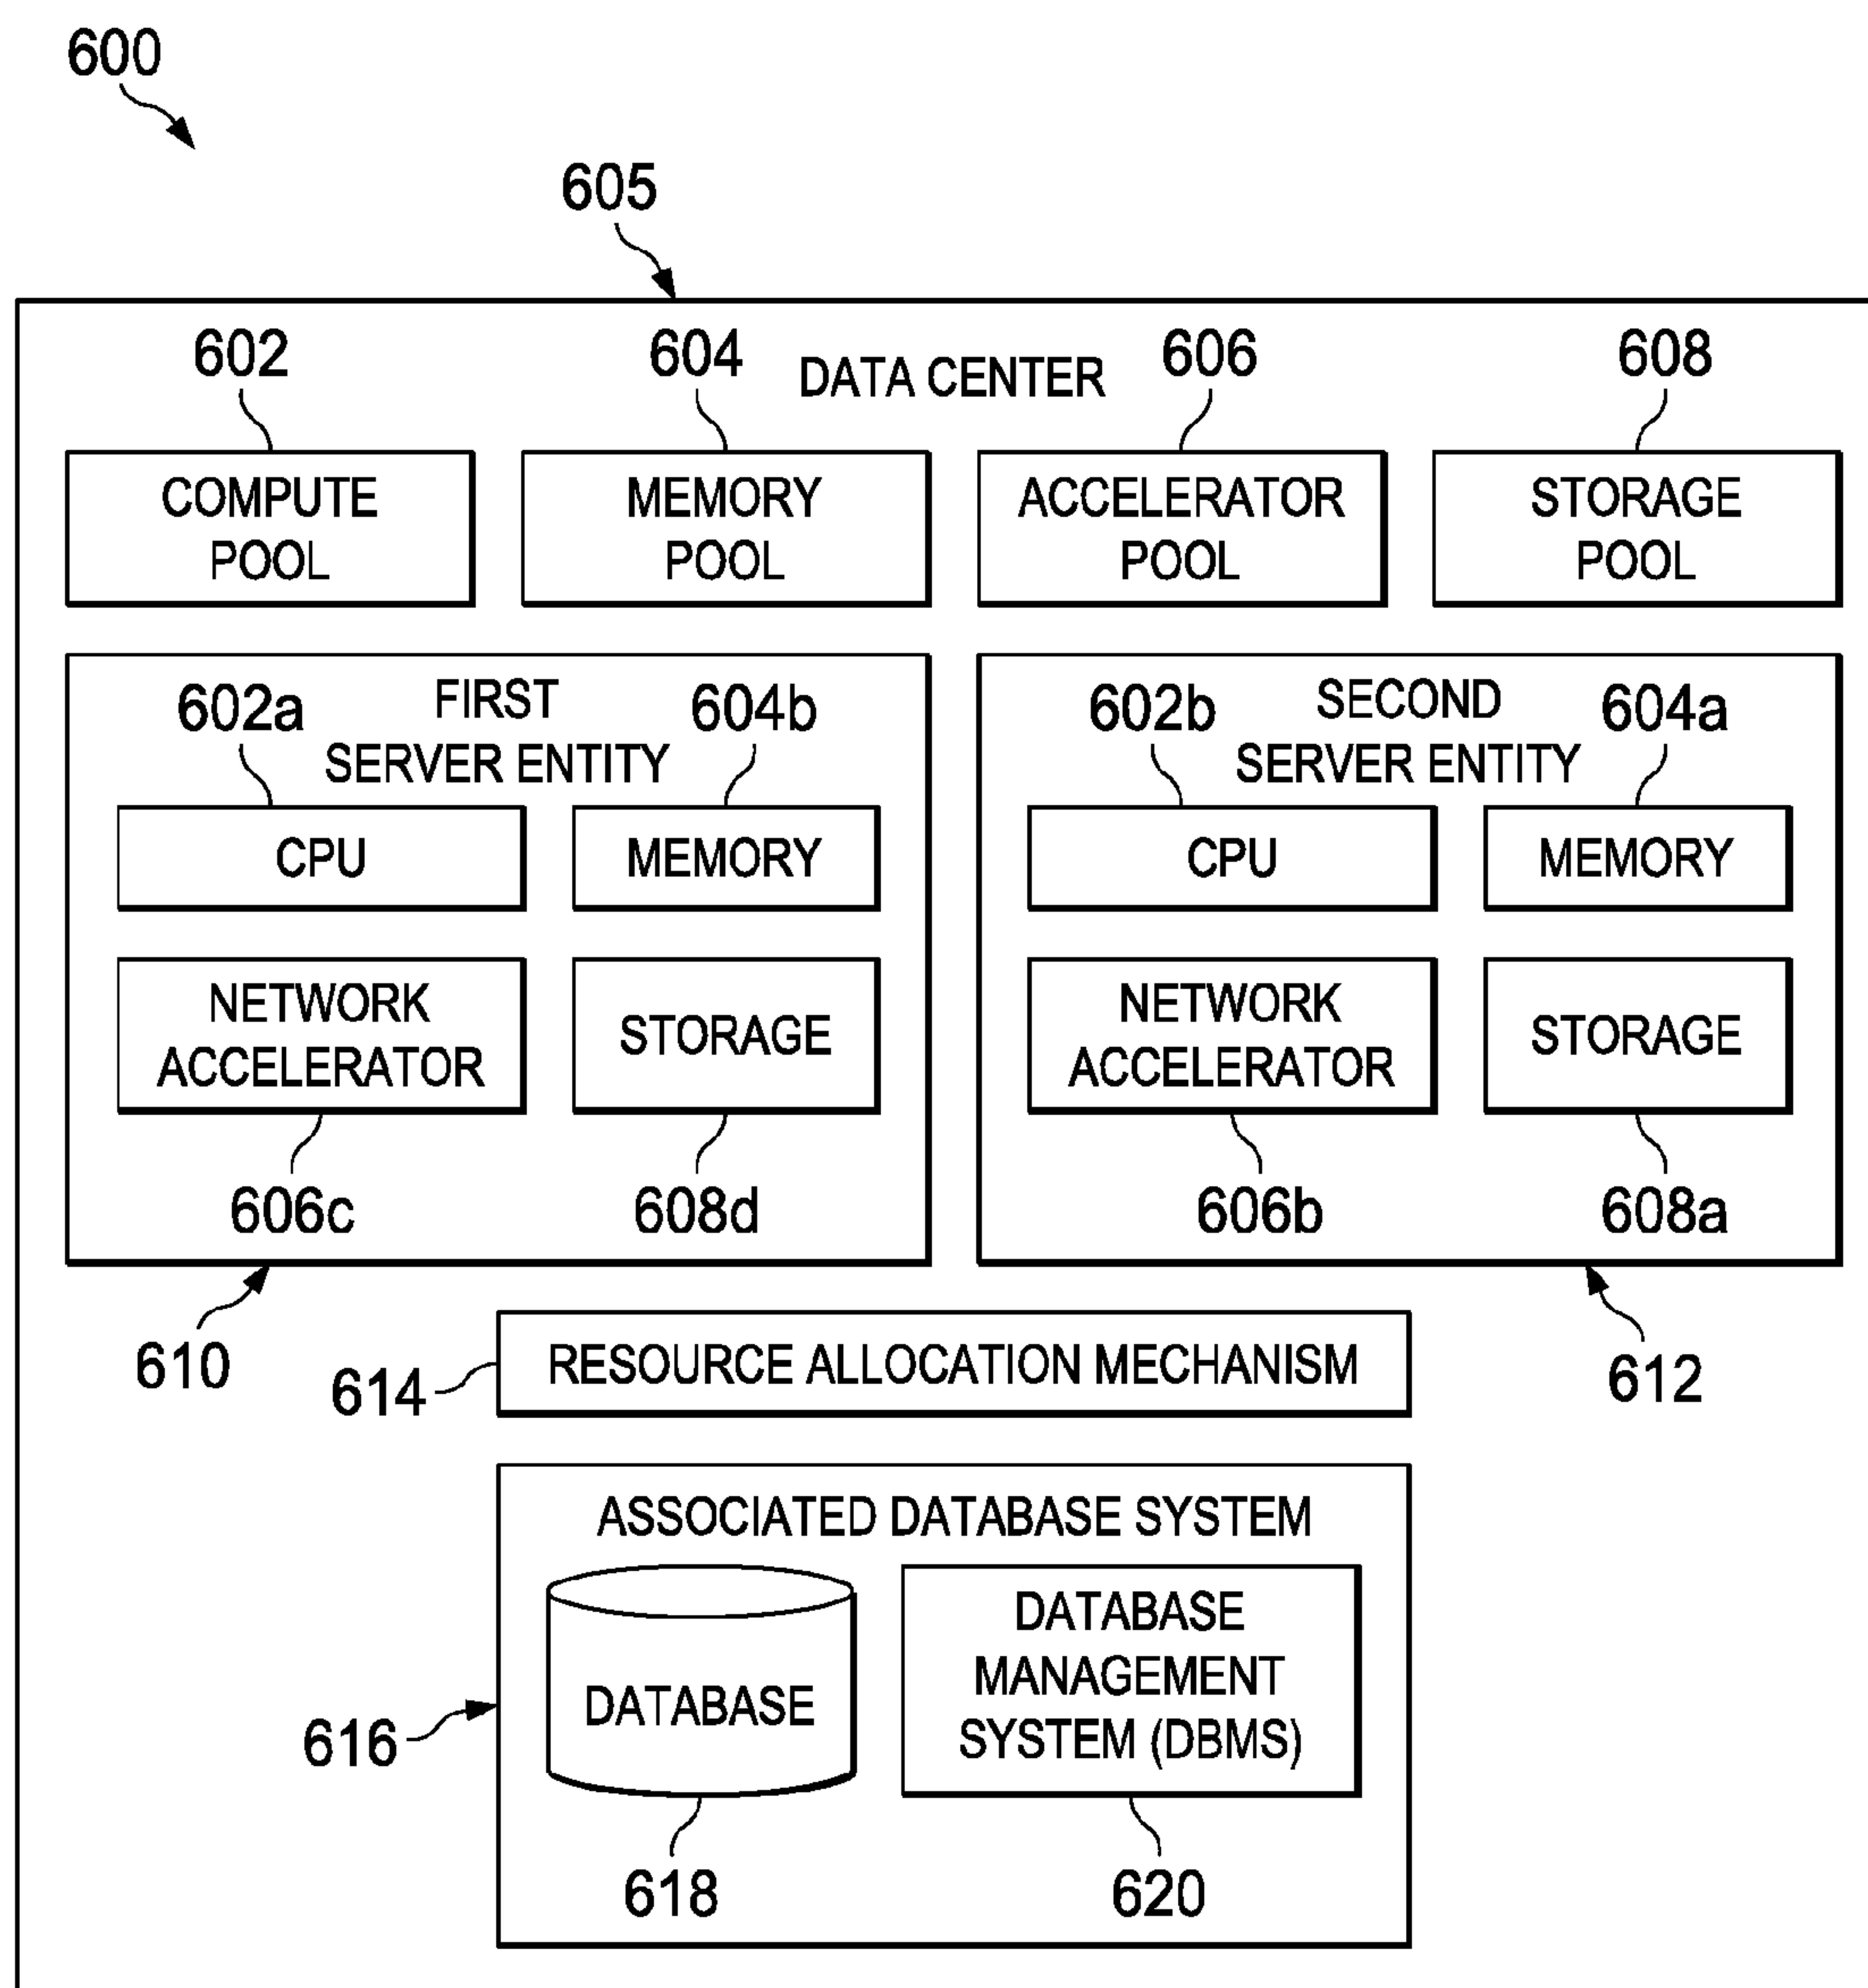 600
605
602
604
DATA CENTER
606
608
COMPUTE
POOL
MEMORY
POOL
ACCELERATOR
POOL
STORAGE
POOL
602a
FIRST
SERVER ENTITY
604b
CPU
MEMORY
NETWORK
ACCELERATOR
STORAGE
606c
608d
610
602b
SECOND
SERVER ENTITY
604a
CPU
MEMORY
NETWORK
ACCELERATOR
STORAGE
606b
608a
612
614
RESOURCE ALLOCATION MECHANISM
ASSOCIATED DATABASE SYSTEM
616
DATABASE
DATABASE
MANAGEMENT
SYSTEM (DBMS)
618
620